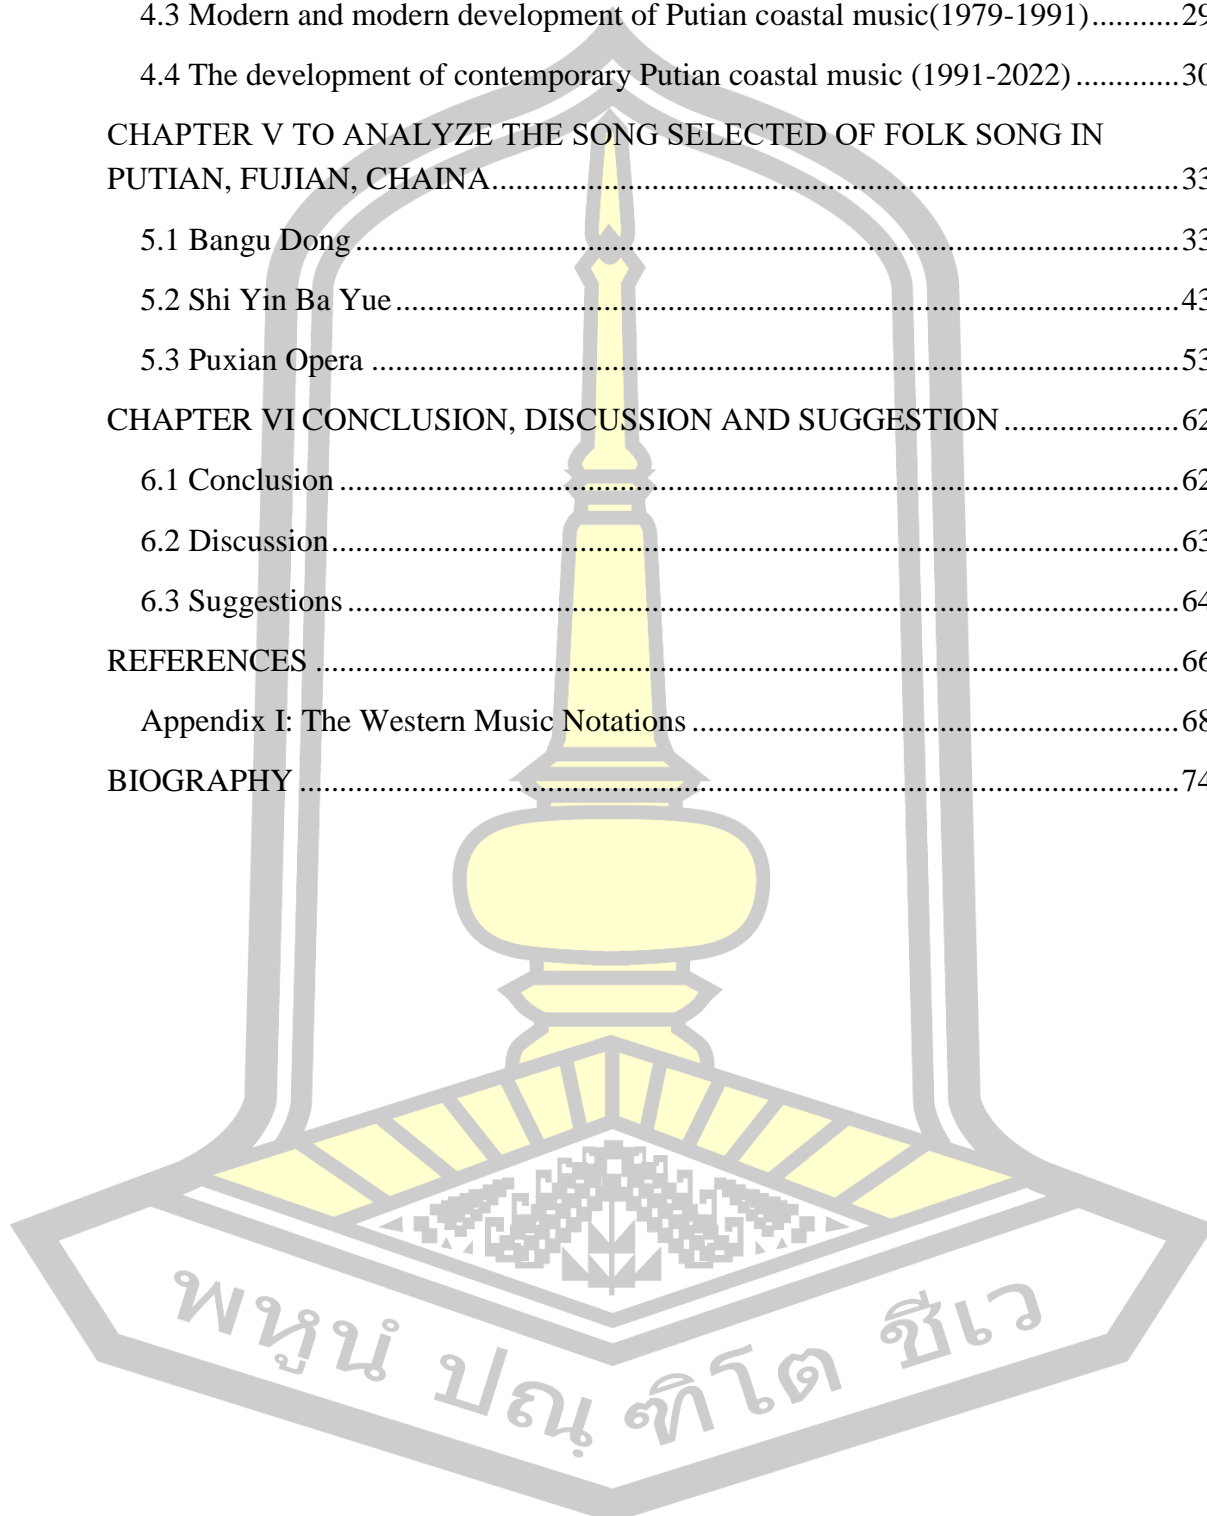 4.3 Modern and modern development of Putian coastal music(1979-1991)...........29
4.4 The development of contemporary Putian coastal music (1991-2022).............30
CHAPTER V TO ANALYZE THE SONG SELECTED OF FOLK SONG IN
PUTIAN, FUJIAN, CHAINA..........................................................................33
5.1 Bangu Dong..........................................................................................33
5.2 Shi Yin Ba Yue......................................................................................43
5.3 Puxian Opera........................................................................................53
CHAPTER VI CONCLUSION, DISCUSSION AND SUGGESTION...................62
6.1 Conclusion...........................................................................................62
6.2 Discussion............................................................................................63
6.3 Suggestions..........................................................................................64
REFERENCES..........................................................................................66
Appendix I: The Western Music Notations....................................................68
BIOGRAPHY............................................................................................74
พหูนํ ปณฺฑิโต ชีเว